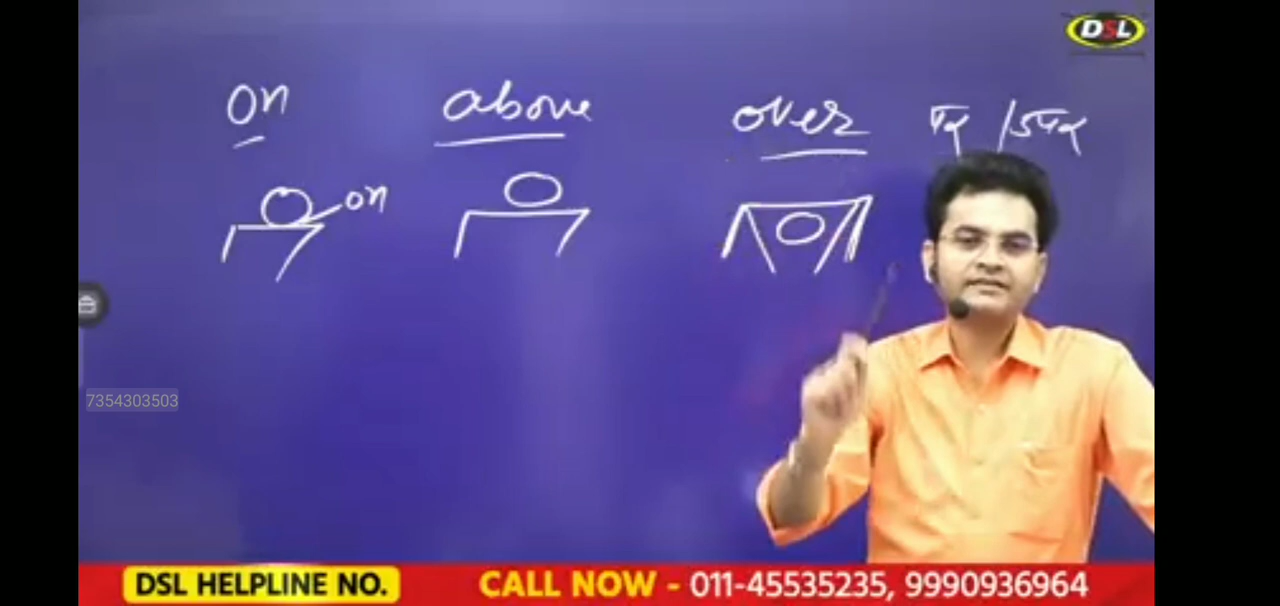 DSL
on above over पर /ऊपर
on
7354303503
DSL HELPLINE NO. CALL NOW - 011-45535235, 9990936964